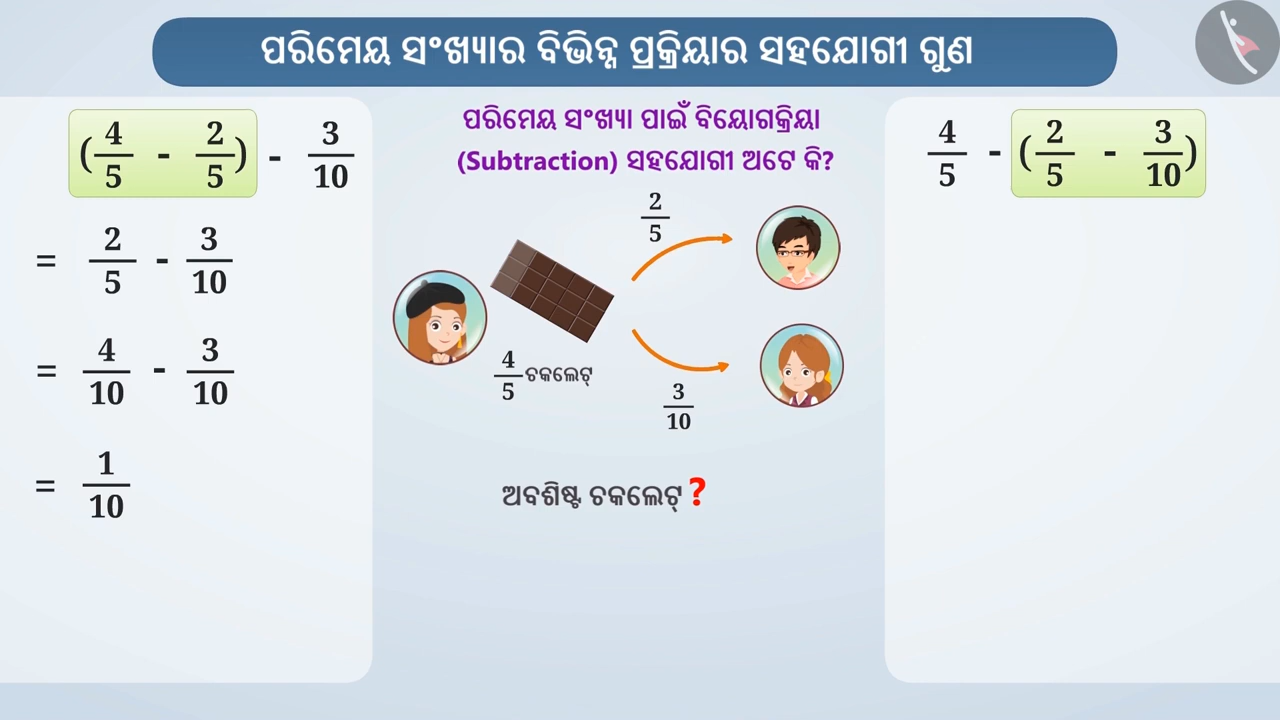 ପରିମେୟ ସଂଖ୍ୟାର ବିଭିନ୍ନ ପ୍ରକ୍ରିୟାର ସହଯୋଗୀ ଗୁଣ
(4/5 - 2/5) - 3/10
= 2/5 - 3/10
= 4/10 - 3/10
= 1/10
ପରିମେୟ ସଂଖ୍ୟା ପାଇଁ ବିୟୋଗକ୍ରିୟା
(Subtraction) ସହଯୋଗୀ ଅଟେ କି?
2/5
4/5 ଚକଲେଟ୍
3/10
ଅବଶିଷ୍ଟ ଚକଲେଟ୍ ?
4/5 - (2/5 - 3/10)